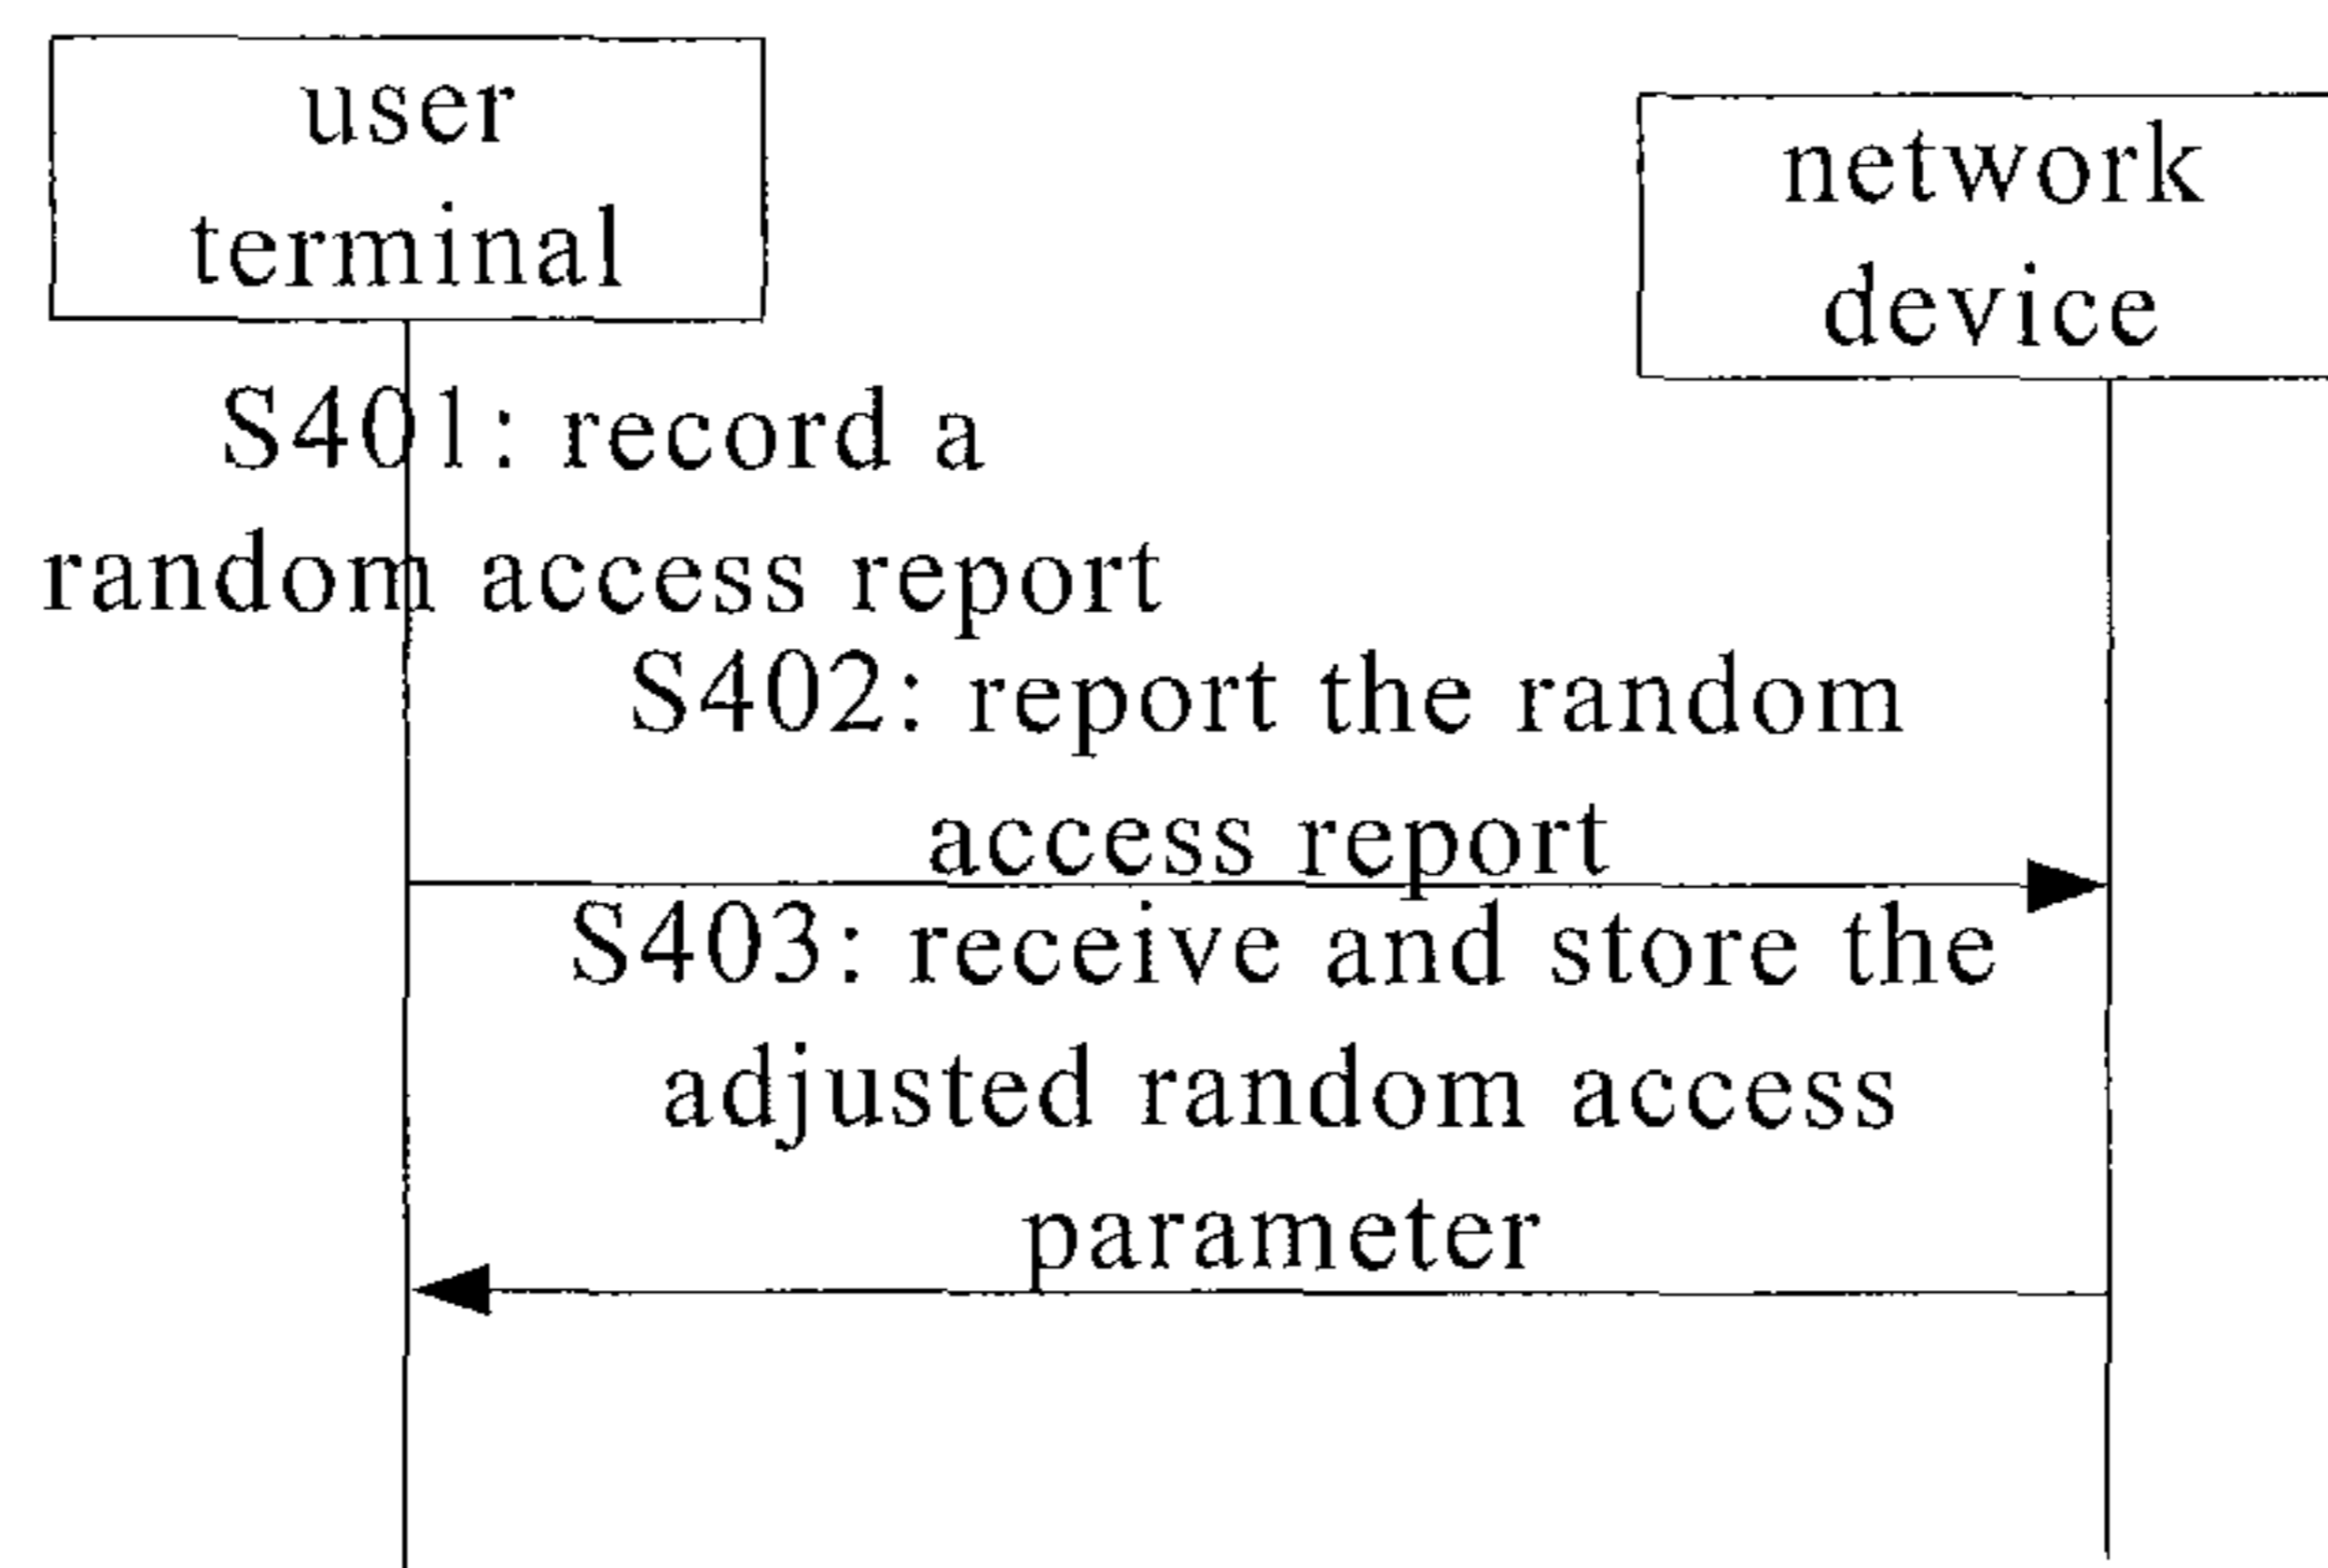 user
terminal
network
device
S401: record a
random access report
S402: report the random
access report
S403: receive and store the
adjusted random access
parameter